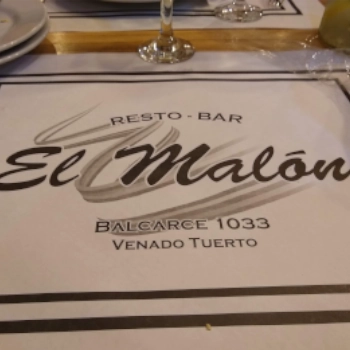 RESTO - BAR
El Malón
BALCARCE 1033
VENADO TUERTO